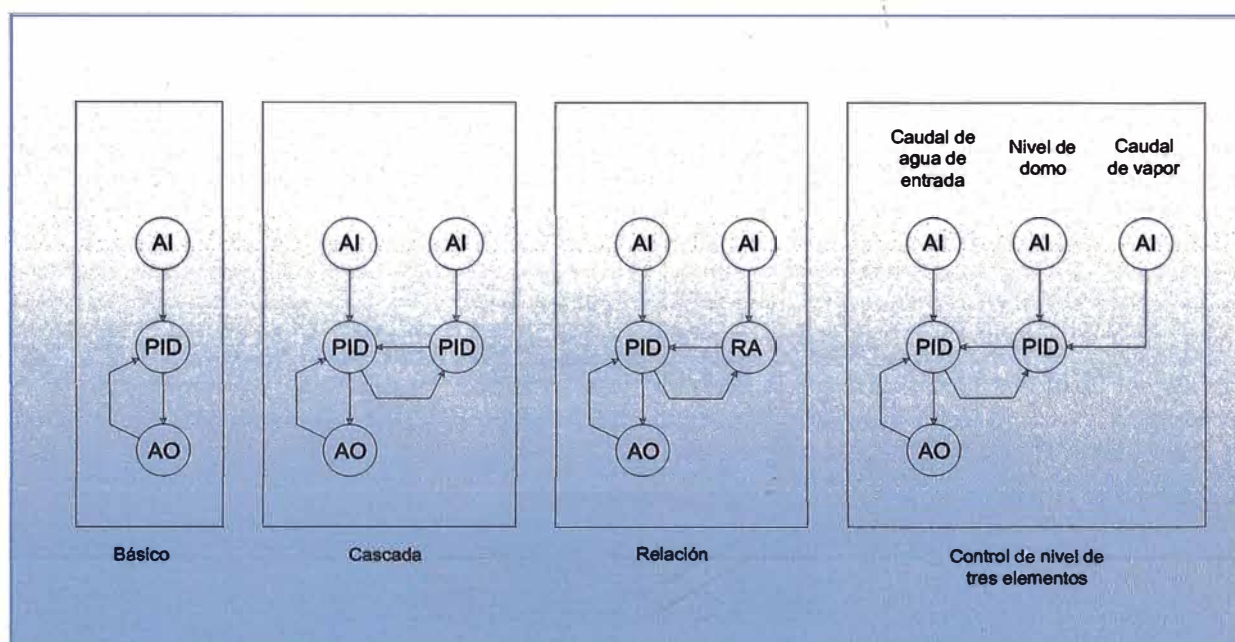 Caudal de
agua de
entrada
Nivel de
domo
Caudal
de vapor
AI
AI
AI
AI
AI
AI
AI
AI
PID
PID
PID
PID
RA
PID
PID
AO
AO
AO
AO
Básico
Cascada
Relación
Control de nivel de
tres elementos